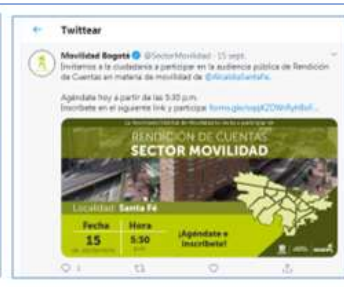 Twittear
Movilidad Bogotá @SectorMovilidad · 15 sept.
Invitamos a la ciudadanía a participar en la audiencia pública de Rendición
de Cuentas en materia de movilidad de @AlcaldiaSantafe.
Agéndate hoy a partir de las 5:30 p.m.
Inscríbete en el siguiente link y participa
RENDICIÓN DE CUENTAS
SECTOR MOVILIDAD
Localidad: Santa Fé
Fecha Hora
15 5:30
¡Agéndate e
Inscríbete!